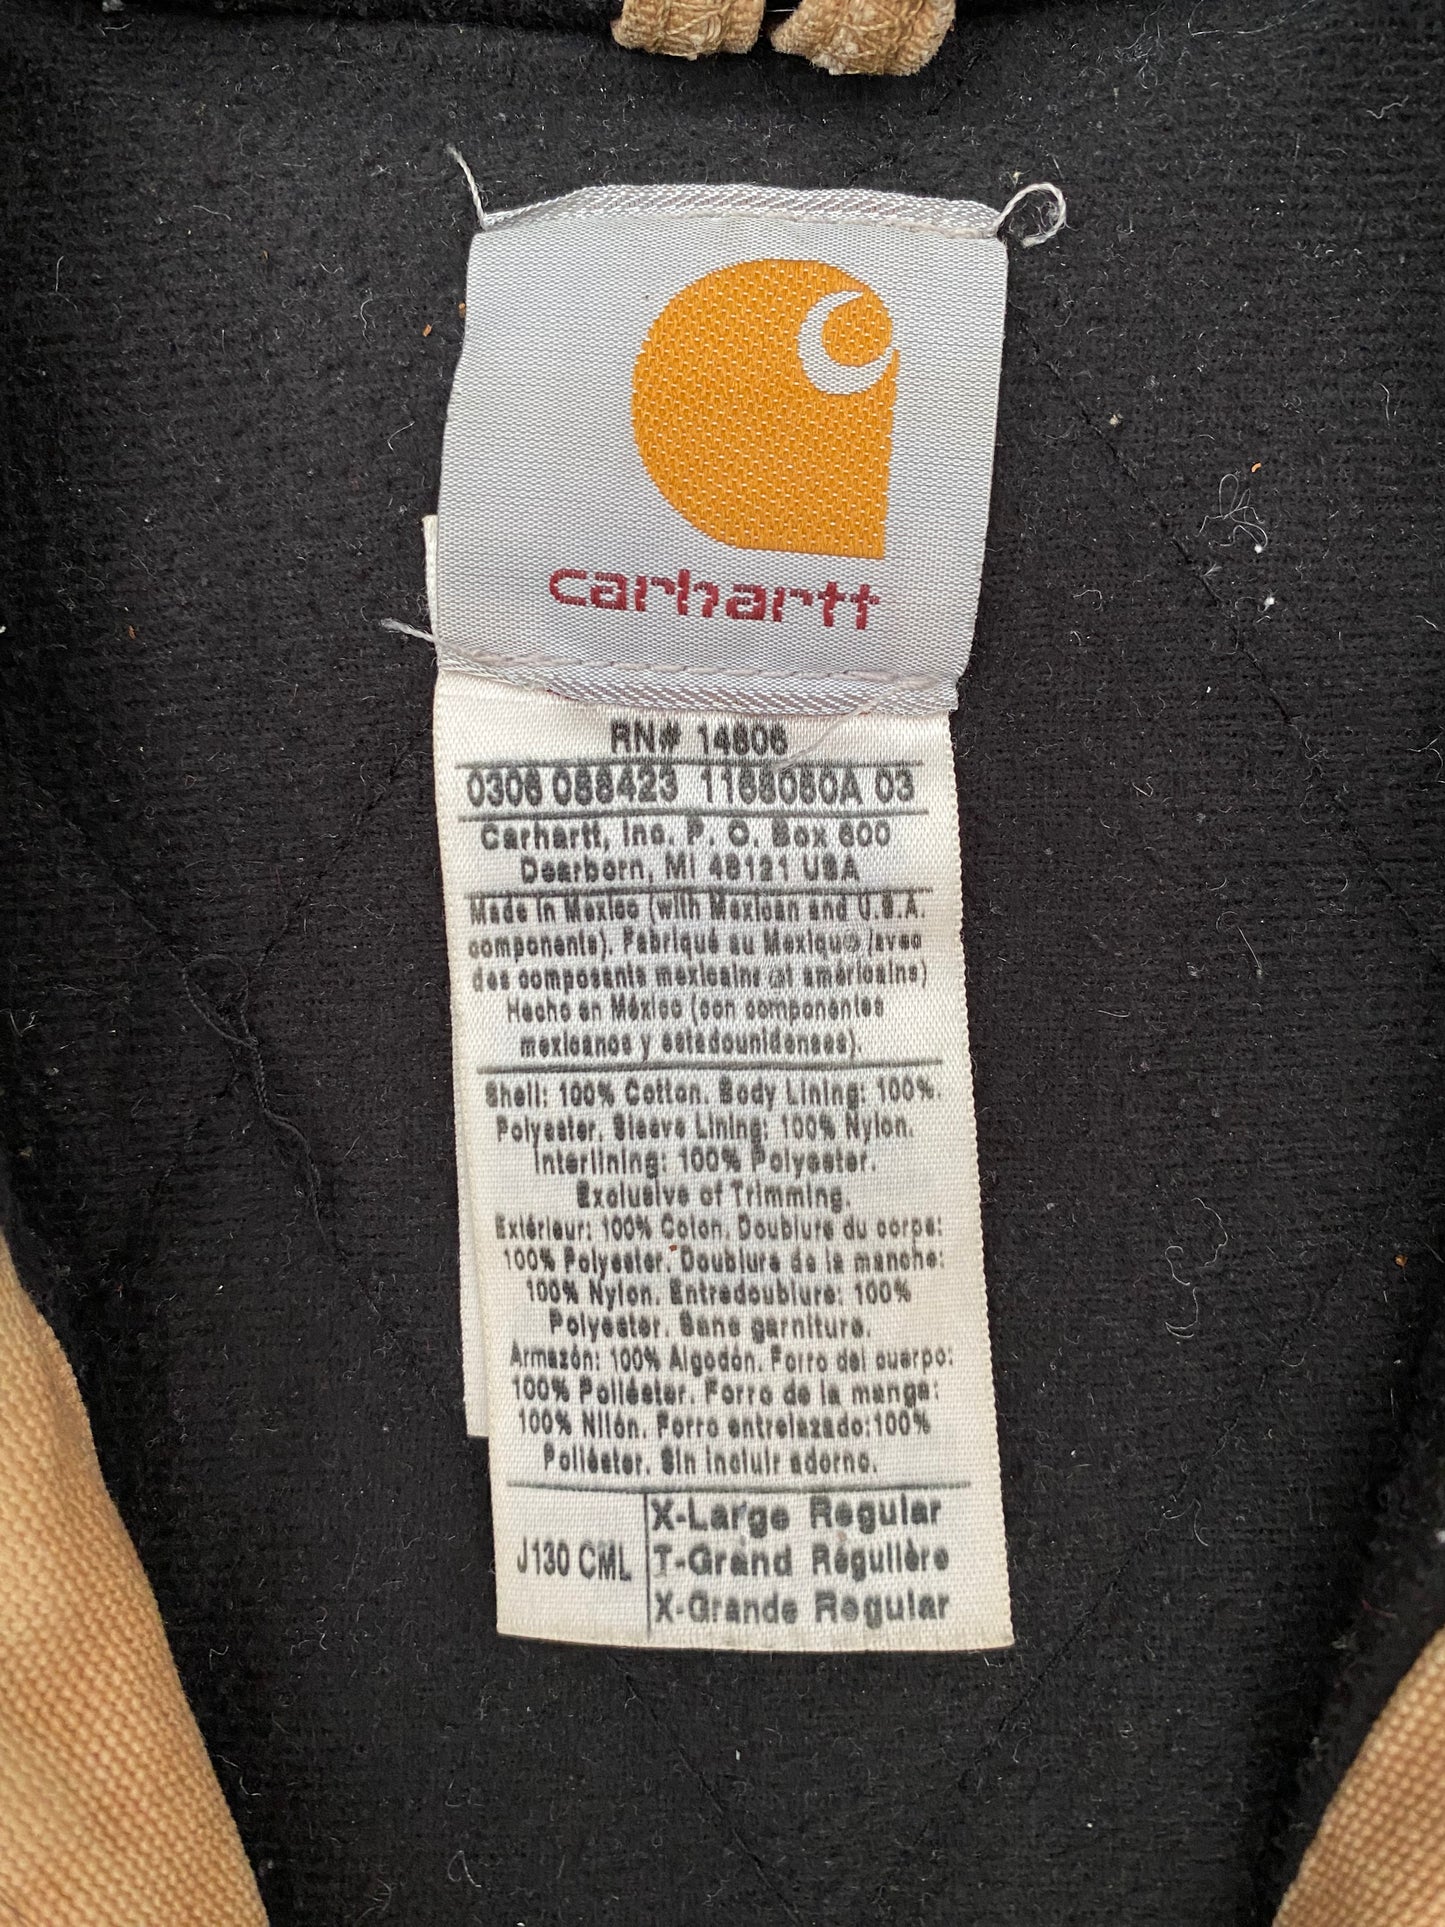 carhartt
RN# 14806
0306 088423 1168080A 03
Carhartt, Inc. P. O. Box 600
Dearborn, MI 48121 USA
Made in Mexico (with Mexican and U.S.A.
components). Fabriqué au Mexique (avec
des composants mexicains et américains)
Hecho en México (con componentes
mexicanos y estadounidenses).
Shell: 100% Cotton. Body Lining: 100%
Polyester. Sleeve Lining: 100% Nylon.
Interlining: 100% Polyester.
Exclusive of Trimming.
Extérieur: 100% Coton. Doublure du corps:
100% Polyester. Doublure de la manche:
100% Nylon. Entredoublure: 100%
Polyester. Sans garniture.
Armazón: 100% Algodón. Forro del cuerpo:
100% Poliéster. Forro de la manga:
100% Nilón. Forro entrelazado:100%
Poliéster. Sin incluir adorno.
J130 CML
X-Large Regular
T-Grand Régulière
X-Grande Regular